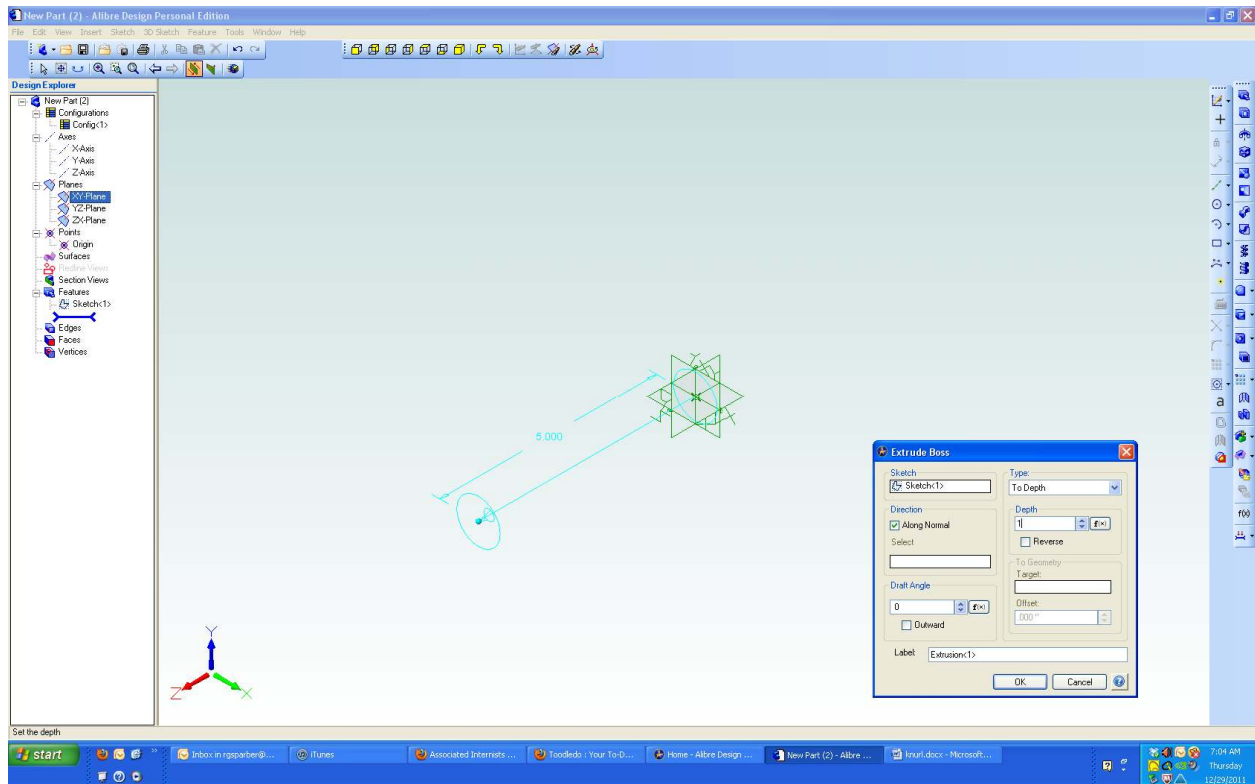 New Part (2) - Alibre Design Personal Edition
File Edit View Insert Sketch 3D Sketch Feature Tools Window Help
Design Explorer
New Part (2)
Configurations
Config<1>
Axes
X-Axis
Y-Axis
Z-Axis
Planes
XY-Plane
YZ-Plane
ZX-Plane
Points
Origin
Surfaces
Redline Views
Section Views
Features
Sketch<1>
Edges
Faces
Vertices
5.000
Y
Z
X
a
f(x)
Extrude Boss
Sketch
Sketch<1>
Type:
To Depth
Direction
Along Normal
Select
Depth
1
f(x)
Reverse
To Geometry
Target:
Offset:
.000 "
Draft Angle
0
f(x)
Outward
Label:
Extrusion<1>
OK
Cancel
Set the depth
start
Inbox in rgsparber@...
iTunes
Associated Internists ...
Toodledo : Your To-D...
Home - Alibre Design ...
New Part (2) - Alibre ...
knurl.docx - Microsoft...
7:04 AM
Thursday
12/29/2011